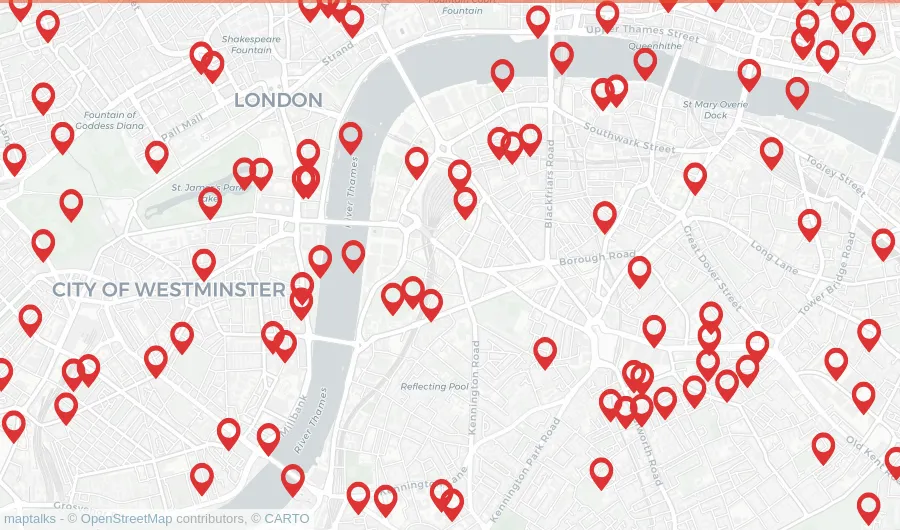 Fountain Court
Fountain
Upper Thames Street
Queenhithe
Shakespeare
Fountain
Strand
LONDON
Fountain of
Goddess Diana
Pall Mall
St Mary Overie
Dock
Southwark Street
Tooley Street
River Thames
Blackfriars Road
St. James's Park
Lake
Great Dover Street
Long Lane
Tower Bridge Road
Borough Road
CITY OF WESTMINSTER
Kennington Road
Reflecting Pool
Millbank
River Thames
Kennington Park Road
Kennington Lane
Old Kent
maptalks - © OpenStreetMap contributors, © CARTO